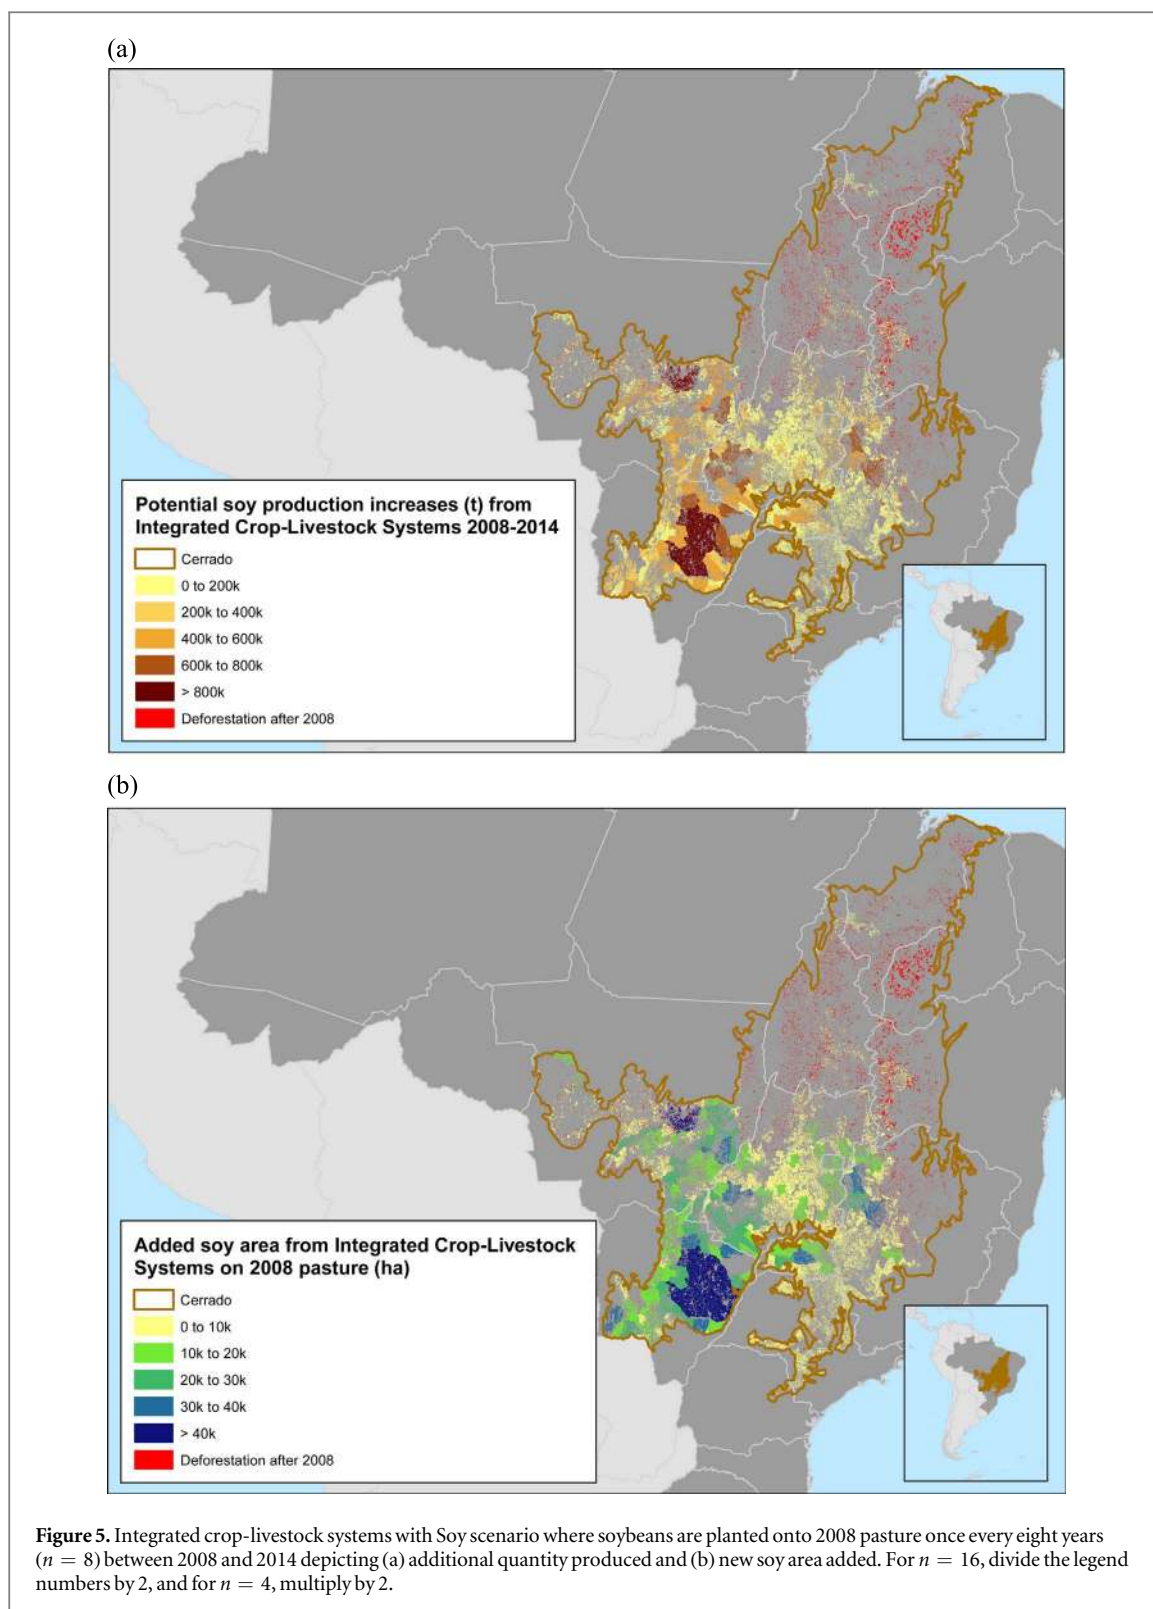 (a)
Potential soy production increases (t) from
Integrated Crop-Livestock Systems 2008-2014
Cerrado
0 to 200k
200k to 400k
400k to 600k
600k to 800k
> 800k
Deforestation after 2008
(b)
Added soy area from Integrated Crop-Livestock
Systems on 2008 pasture (ha)
Cerrado
0 to 10k
10k to 20k
20k to 30k
30k to 40k
> 40k
Deforestation after 2008
Figure 5. Integrated crop-livestock systems with Soy scenario where soybeans are planted onto 2008 pasture once every eight years
(n = 8) between 2008 and 2014 depicting (a) additional quantity produced and (b) new soy area added. For n = 16, divide the legend
numbers by 2, and for n = 4, multiply by 2.